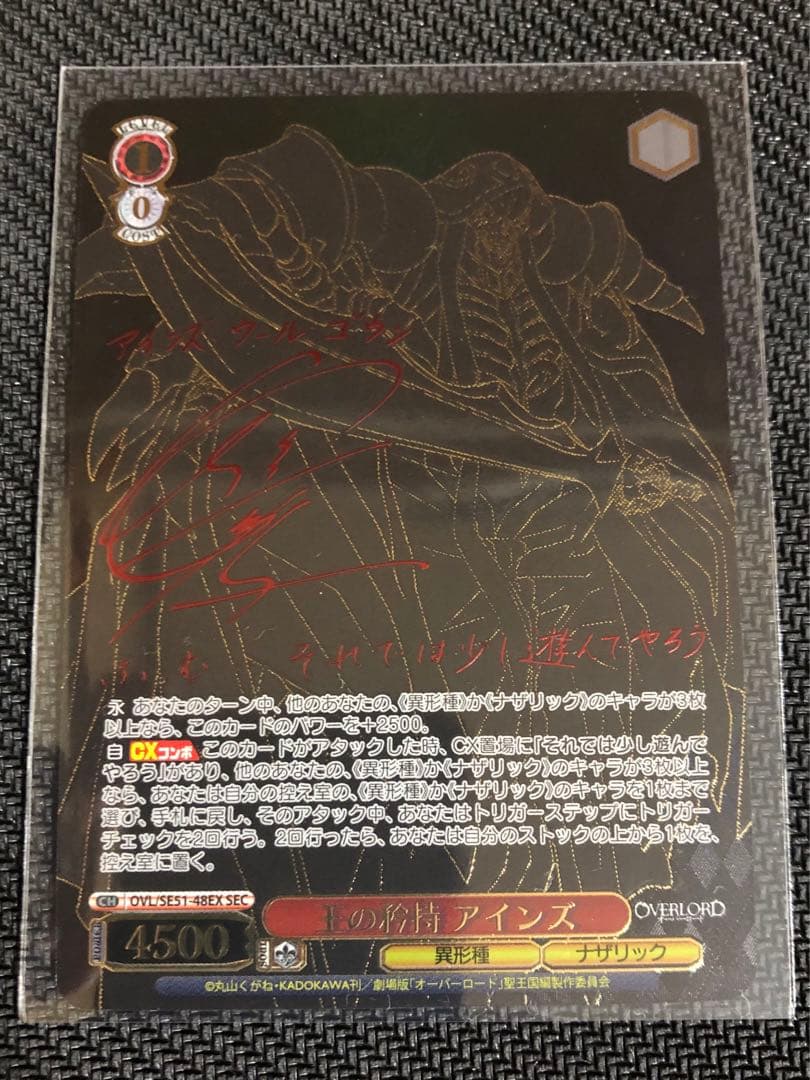 LEVEL
1
0
COST
アインズ ウール ゴウン
ふ、む それでは少し遊んでやろう
永 あなたのターン中、他のあなたの、《異形種》か《ナザリック》のキャラが3枚
以上なら、このカードのパワーを+2500。
自 CXコンボ このカードがアタックした時、CX置場に「それでは少し遊んで
やろう」があり、他のあなたの、《異形種》か《ナザリック》のキャラが3枚以上
なら、あなたは自分の控え室の、《異形種》か《ナザリック》のキャラを1枚まで
選び、手札に戻し、そのアタック中、あなたはトリガーステップにトリガー
チェックを2回行う。2回行ったら、あなたは自分のストックの上から1枚を、
控え室に置く。
CH OVL/SE51-48EX SEC
王の矜持 アインズ
OVERLORD
POWER 4500 SOUL
異形種 ナザリック
©丸山くがね・KADOKAWA刊/劇場版「オーバーロード」聖王国編製作委員会